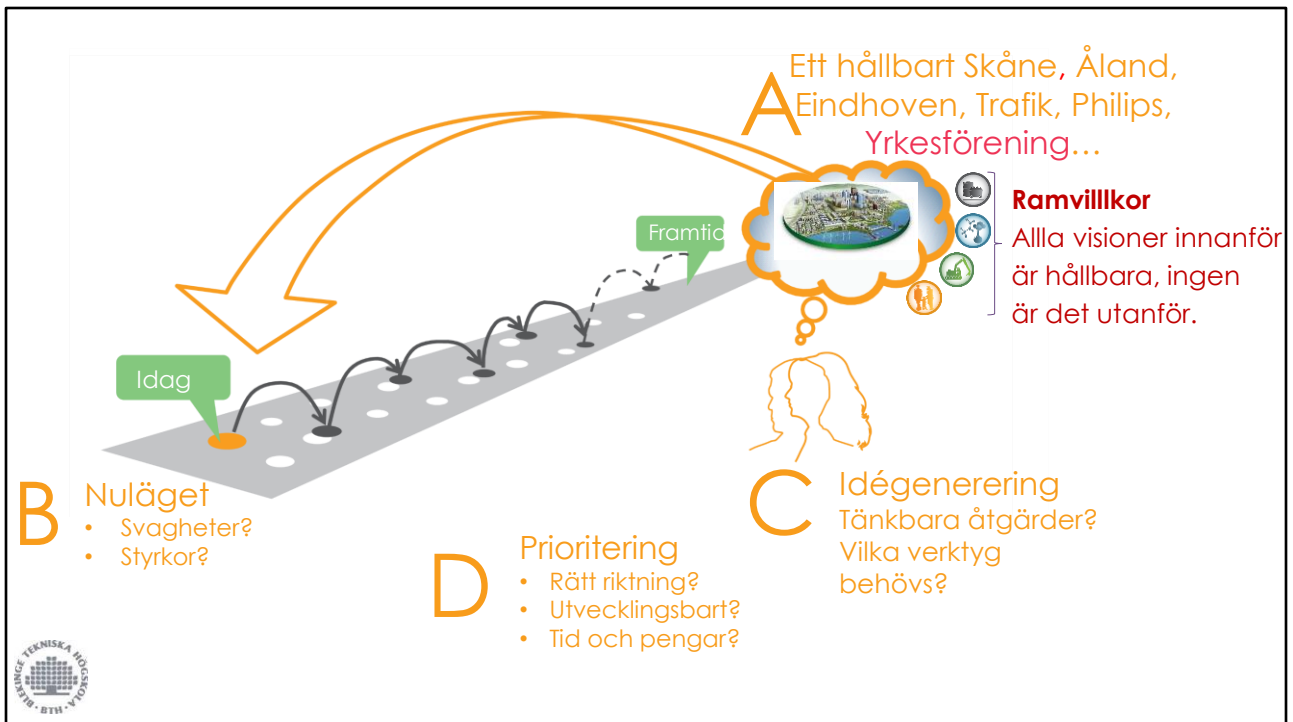 A
Ett hållbart Skåne, Åland,
Eindhoven, Trafik, Philips,
Yrkesförening…
Ramvilllkor
Allla visioner innanför
är hållbara, ingen
är det utanför.
Framtid
Idag
B
Nuläget
• Svagheter?
• Styrkor?
C
Idégenerering
Tänkbara åtgärder?
Vilka verktyg
behövs?
D
Prioritering
• Rätt riktning?
• Utvecklingsbart?
• Tid och pengar?
BLEKINGE TEKNISKA HÖGSKOLA
BTH